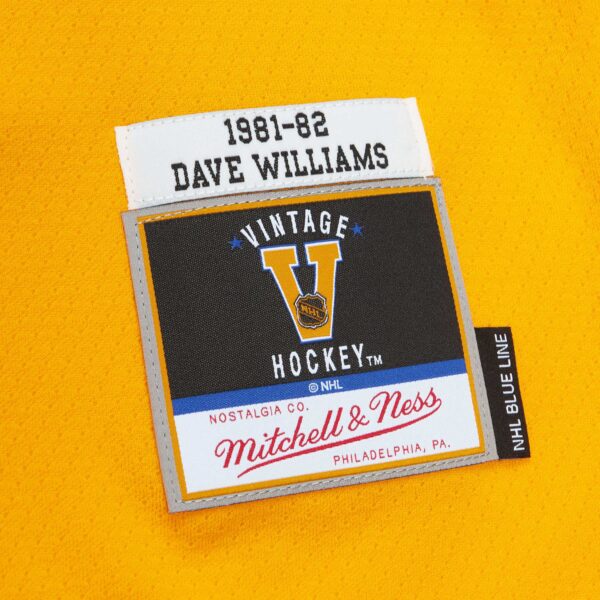 1981-82
DAVE WILLIAMS
VINTAGE
V
NHL
HOCKEY™
© NHL
NOSTALGIA CO.
Mitchell & Ness
PHILADELPHIA, PA.
NHL BLUE LINE